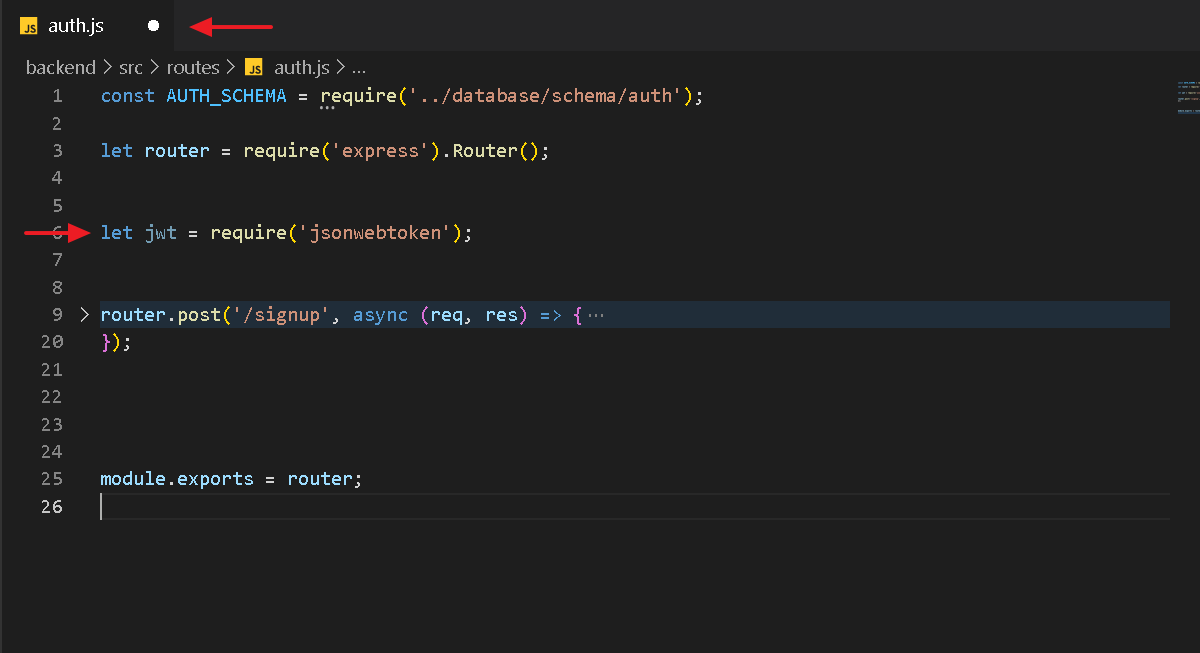 JS auth.js
backend > src > routes > JS auth.js > ...
1 const AUTH_SCHEMA = require('../database/schema/auth');
2
3 let router = require('express').Router();
4
5
6 let jwt = require('jsonwebtoken');
7
8
9 > router.post('/signup', async (req, res) => {···
20 });
21
22
23
24
25 module.exports = router;
26